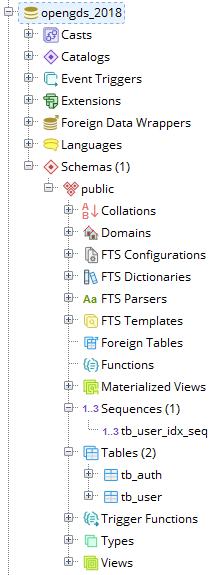 opengds_2018
Casts
Catalogs
Event Triggers
Extensions
Foreign Data Wrappers
Languages
Schemas (1)
public
Collations
Domains
FTS Configurations
FTS Dictionaries
FTS Parsers
FTS Templates
Foreign Tables
Functions
Materialized Views
Sequences (1)
tb_user_idx_seq
Tables (2)
tb_auth
tb_user
Trigger Functions
Types
Views